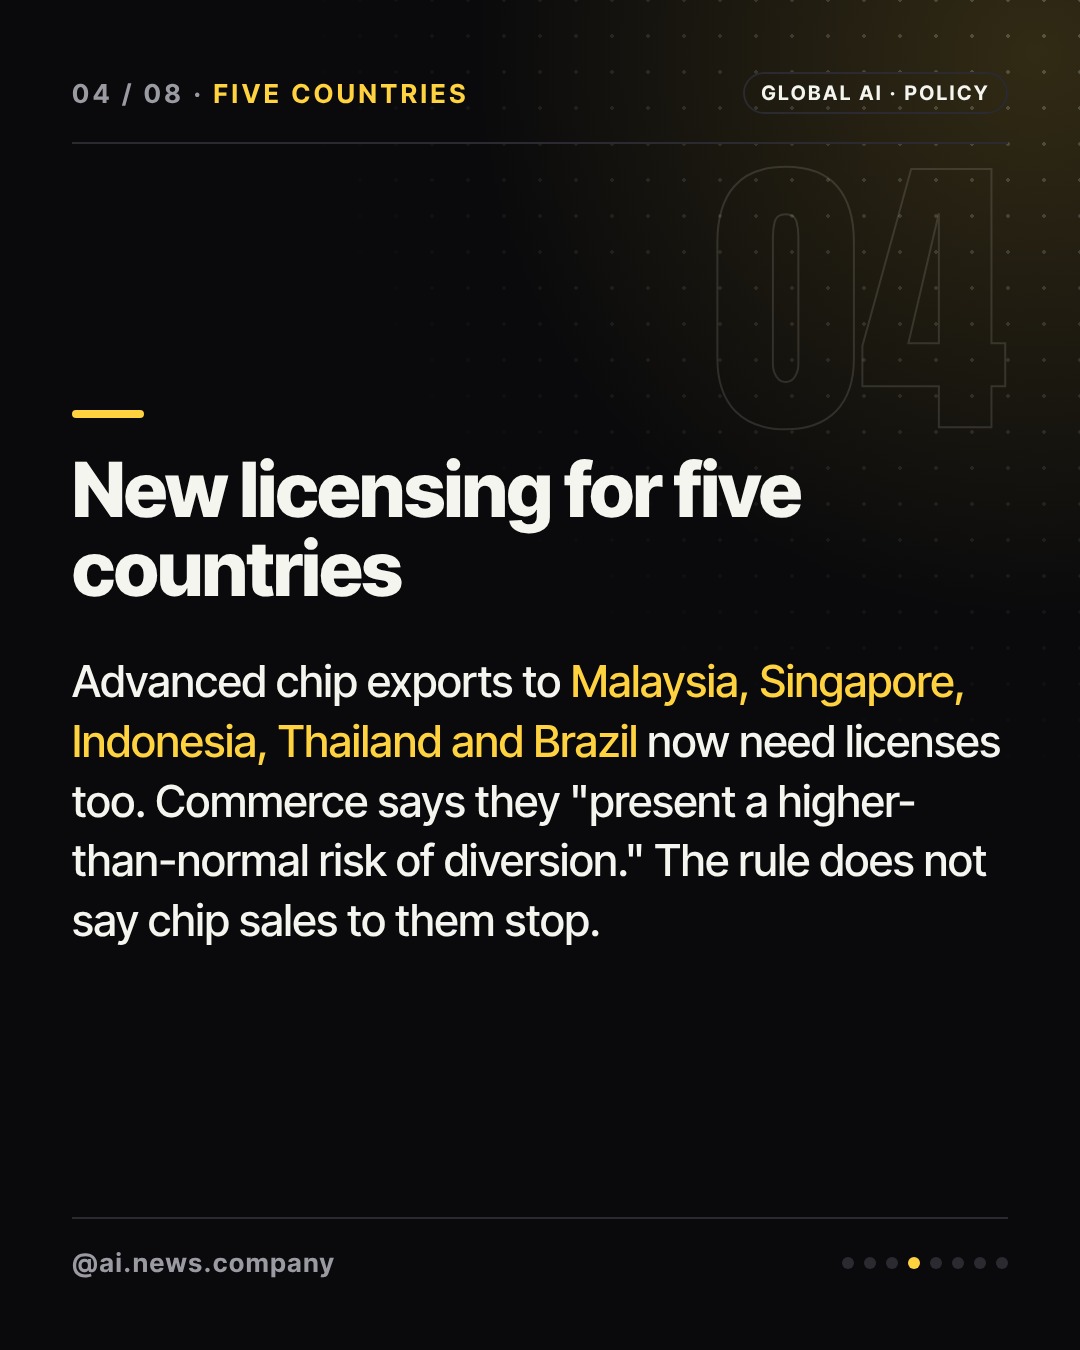 04 / 08 · FIVE COUNTRIES
GLOBAL AI · POLICY
04
New licensing for five
countries
Advanced chip exports to Malaysia, Singapore,
Indonesia, Thailand and Brazil now need licenses
too. Commerce says they "present a higher-
than-normal risk of diversion." The rule does not
say chip sales to them stop.
@ai.news.company